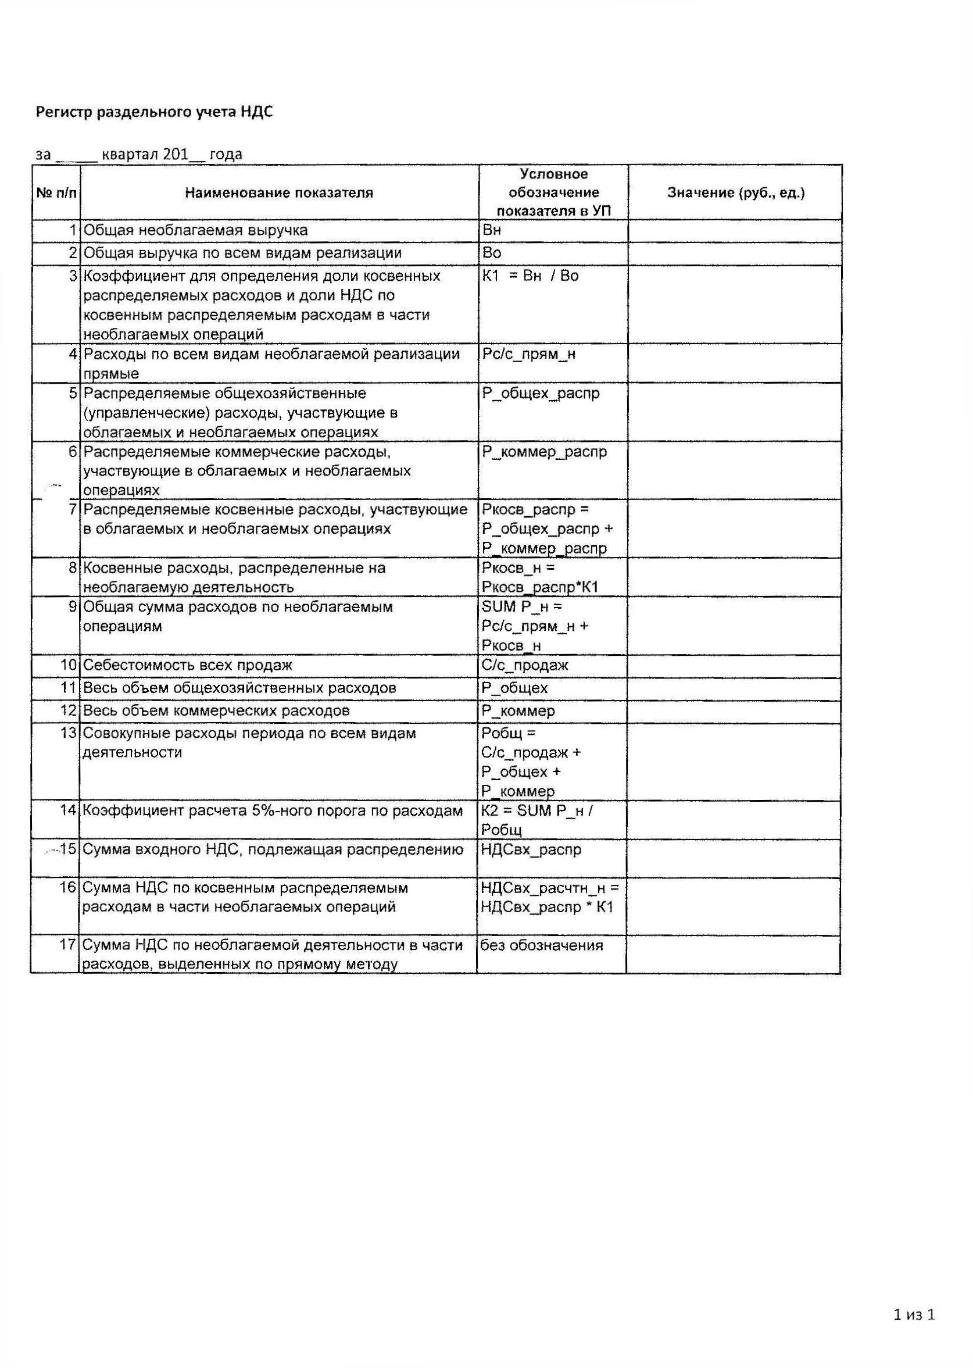 Регистр раздельного учета НДС
за _____ квартал 201__ года
№ п/п
Наименование показателя
Условное
обозначение
показателя в УП
Значение (руб., ед.)
1 Общая необлагаемая выручка
Вн
2 Общая выручка по всем видам реализации
Во
3 Коэффициент для определения доли косвенных
распределяемых расходов и доли НДС по
косвенным распределяемым расходам в части
необлагаемых операций
К1 = Вн / Во
4 Расходы по всем видам необлагаемой реализации
прямые
Рс/с_прям_н
5 Распределяемые общехозяйственные
(управленческие) расходы, участвующие в
облагаемых и необлагаемых операциях
Р_общех_распр
6 Распределяемые коммерческие расходы,
участвующие в облагаемых и необлагаемых
операциях
Р_коммер_распр
7 Распределяемые косвенные расходы, участвующие
в облагаемых и необлагаемых операциях
Ркосв_распр =
Р_общех_распр +
Р_коммер_распр
8 Косвенные расходы, распределенные на
необлагаемую деятельность
Ркосв_н =
Ркосв_распр*К1
9 Общая сумма расходов по необлагаемым
операциям
SUM Р_н =
Рс/с_прям_н +
Ркосв_н
10 Себестоимость всех продаж
С/с_продаж
11 Весь объем общехозяйственных расходов
Р_общех
12 Весь объем коммерческих расходов
Р_коммер
13 Совокупные расходы периода по всем видам
деятельности
Робщ =
С/с_продаж +
Р_общех +
Р_коммер
14 Коэффициент расчета 5%-ного порога по расходам
К2 = SUM Р_н /
Робщ
15 Сумма входного НДС, подлежащая распределению
НДСвх_распр
16 Сумма НДС по косвенным распределяемым
расходам в части необлагаемых операций
НДСвх_расчтн_н =
НДСвх_распр * К1
17 Сумма НДС по необлагаемой деятельности в части
расходов, выделенных по прямому методу
без обозначения
1 из 1